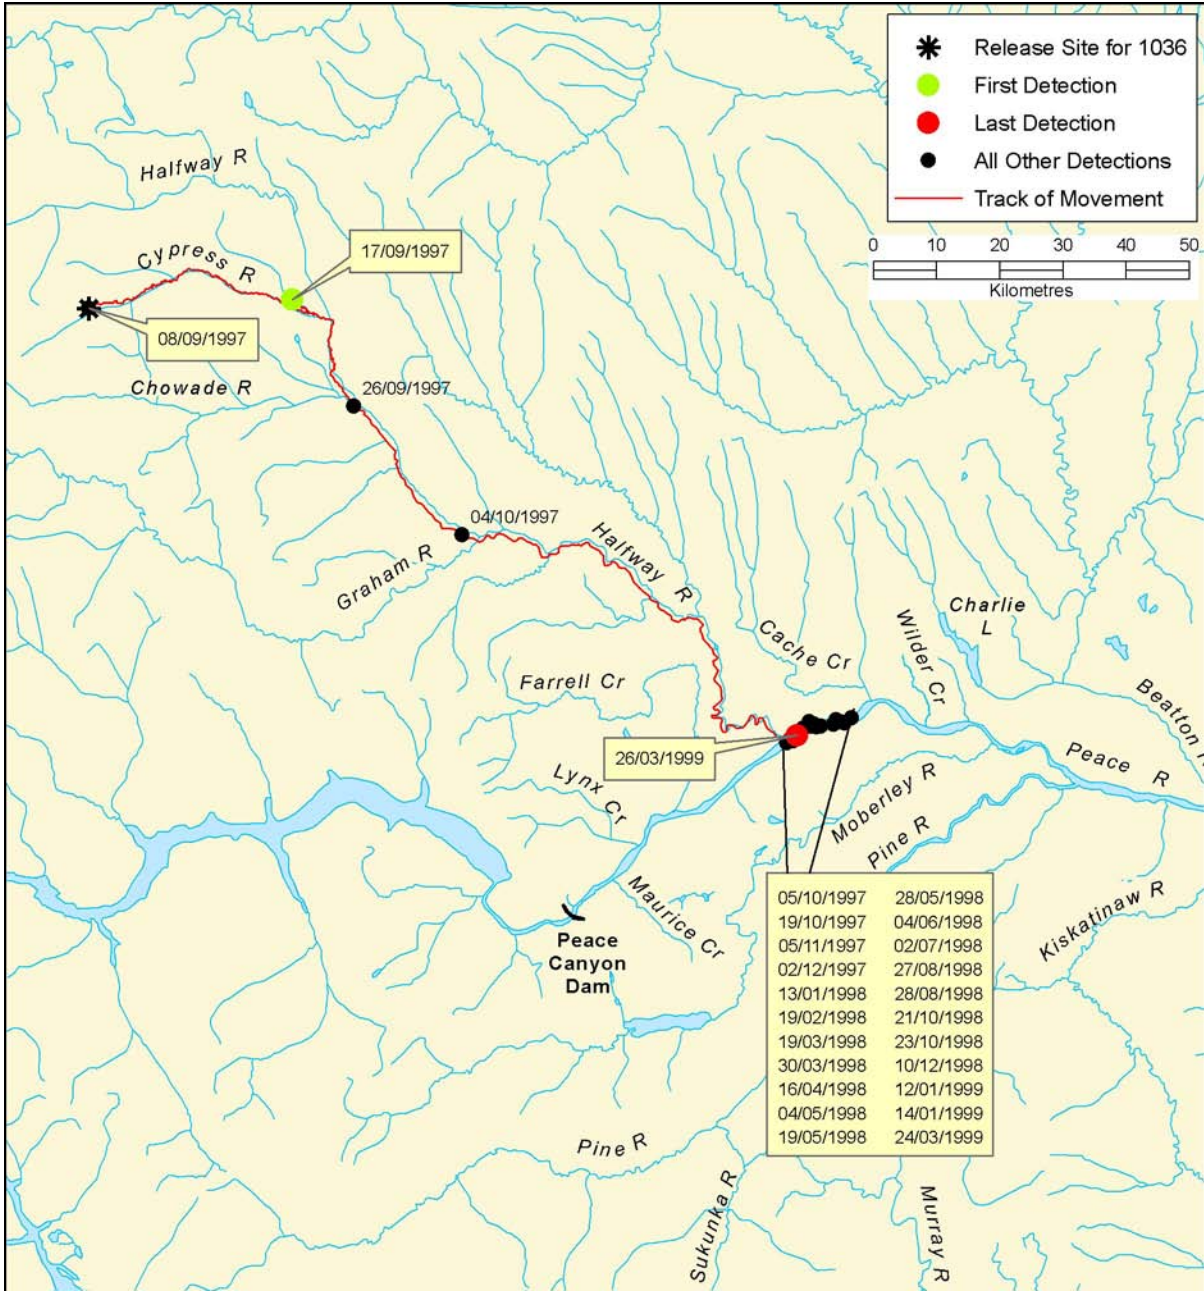 Release Site for 1036
First Detection
Last Detection
All Other Detections
Track of Movement
0 10 20 30 40 50
Kilometres
Halfway R
Cypress R
17/09/1997
08/09/1997
Chowade R
26/09/1997
04/10/1997
Graham R
Halfway R
Cache Cr
Wilder Cr
Charlie
L
Beatton R
Farrell Cr
26/03/1999
Lynx Cr
Moberley R
Peace R
Pine R
Maurice Cr
Kiskatinaw R
Peace
Canyon
Dam
05/10/1997 28/05/1998
19/10/1997 04/06/1998
05/11/1997 02/07/1998
02/12/1997 27/08/1998
13/01/1998 28/08/1998
19/02/1998 21/10/1998
19/03/1998 23/10/1998
30/03/1998 10/12/1998
16/04/1998 12/01/1999
04/05/1998 14/01/1999
19/05/1998 24/03/1999
Pine R
Sukunka R
Murray R